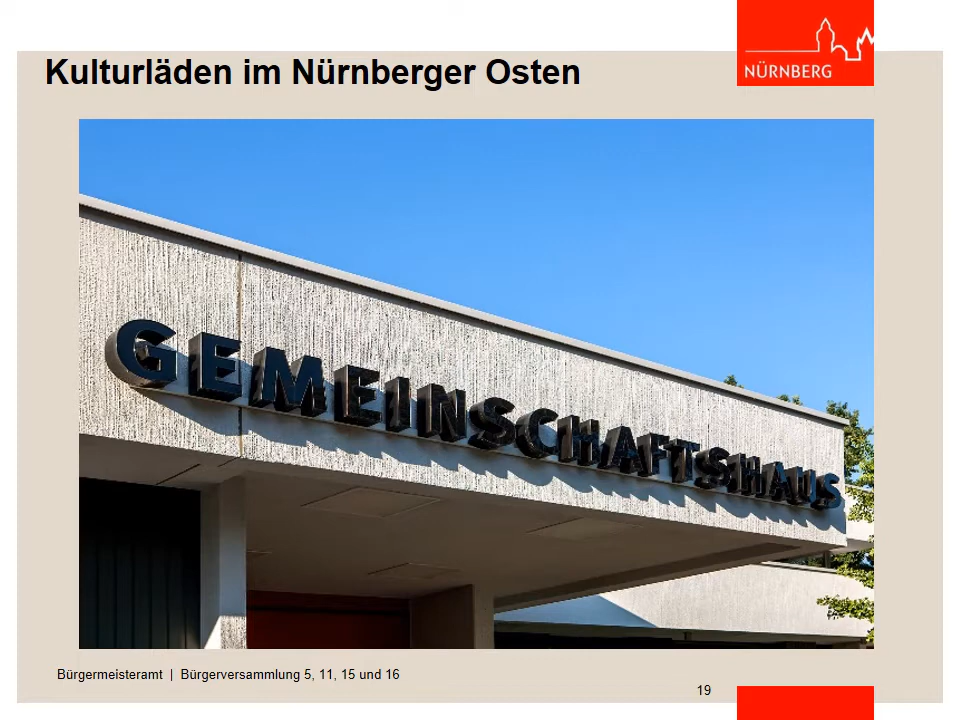 Kulturläden im Nürnberger Osten
NÜRNBERG
GEMEINSCHAFTSHAUS
Bürgermeisteramt | Bürgerversammlung 5, 11, 15 und 16
19